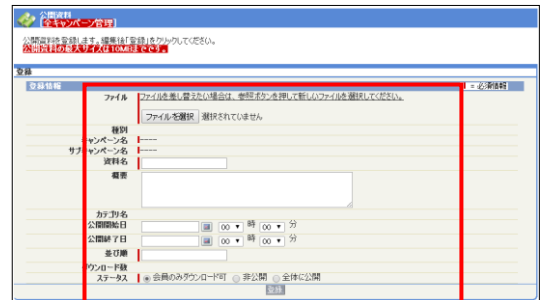 公開資料
【全キャンペーン管理】
公開資料を登録します。編集後「登録」をクリックしてください。
公開資料の最大サイズは10MBまでです。
登録
登録情報
= 必須情報
ファイル ファイルを差し替えたい場合は、参照ボタンを押して新しいファイルを選択してください。
ファイルを選択 選択されていません
種別
キャンペーン名 ----
サブキャンペーン名 ----
資料名
概要
カテゴリ名
公開開始日 00 時 00 分
公開終了日 00 時 00 分
並び順
ダウンロード数
ステータス 会員のみダウンロード可 非公開 全体に公開
登録